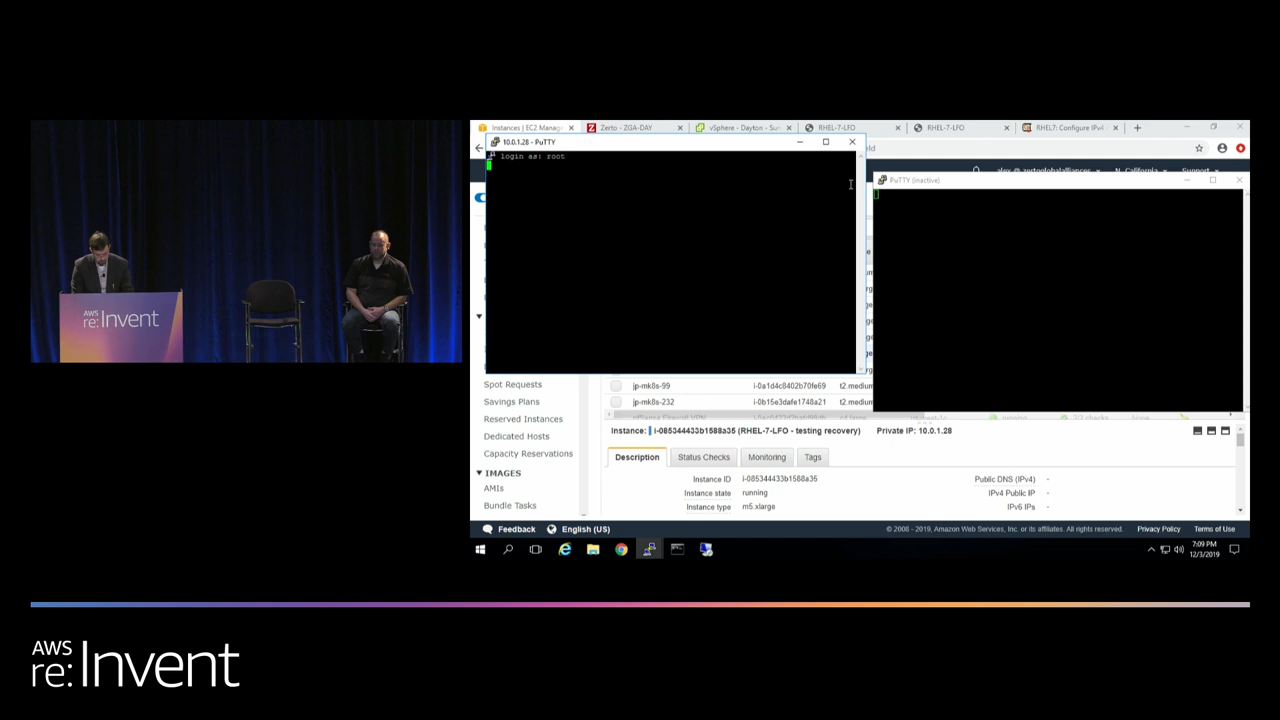 AWS
re:Invent
Instances | EC2 Manag
Zerto - ZGA-DAY
vSphere - Dayton - Sum
RHEL-7-LFO
RHEL-7-LFO
RHEL7: Configure IPv4
10.0.1.28 - PuTTY
login as: root
PuTTY (inactive)
alex @ zertoglobalalliances
N. California
Support
Spot Requests
Savings Plans
Reserved Instances
Dedicated Hosts
Capacity Reservations
IMAGES
AMIs
Bundle Tasks
jp-mk8s-99 i-0a1d4c8402b70fe69 t2.medium
jp-mk8s-232 i-0b15e3dafe1748a21 t2.medium
Instance: i-085344433b1588a35 (RHEL-7-LFO - testing recovery) Private IP: 10.0.1.28
Description Status Checks Monitoring Tags
Instance ID i-085344433b1588a35 Public DNS (IPv4) -
Instance state running IPv4 Public IP -
Instance type m5.xlarge IPv6 IPs -
Feedback English (US) © 2008 - 2019, Amazon Web Services, Inc. or its affiliates. All rights reserved. Privacy Policy Terms of Use
7:09 PM
12/3/2019
AWS
re:Invent